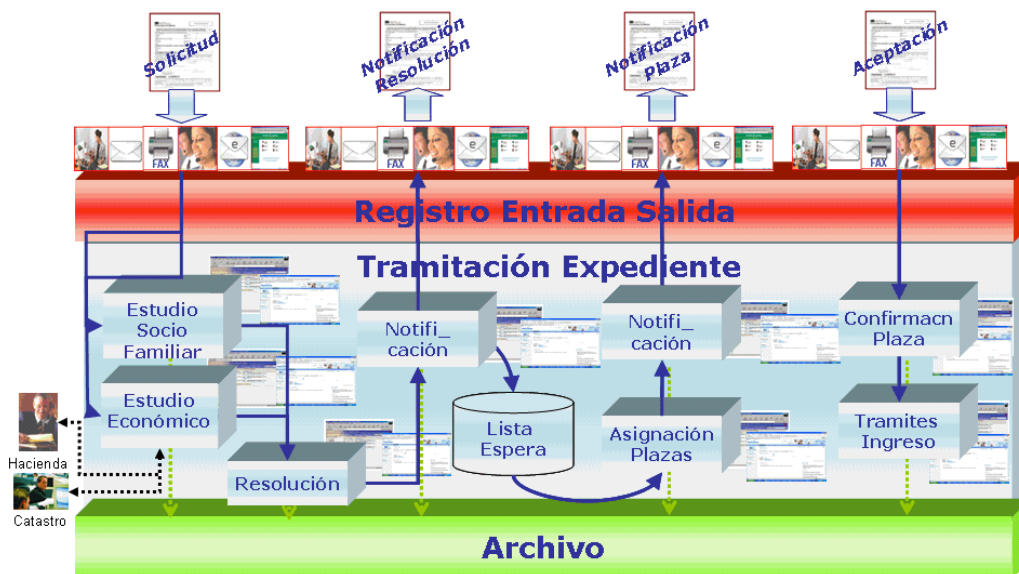 Solicitud
Notificación
Resolución
Notificación
Plaza
Aceptación
FAX
e
FAX
e
FAX
e
FAX
e
Registro Entrada Salida
Tramitación Expediente
Estudio
Socio
Familiar
Notifi_
cación
Notifi_
cación
Confirmacn
Plaza
Estudio
Económico
Lista
Espera
Asignación
Plazas
Tramites
Ingreso
Hacienda
Resolución
Catastro
Archivo